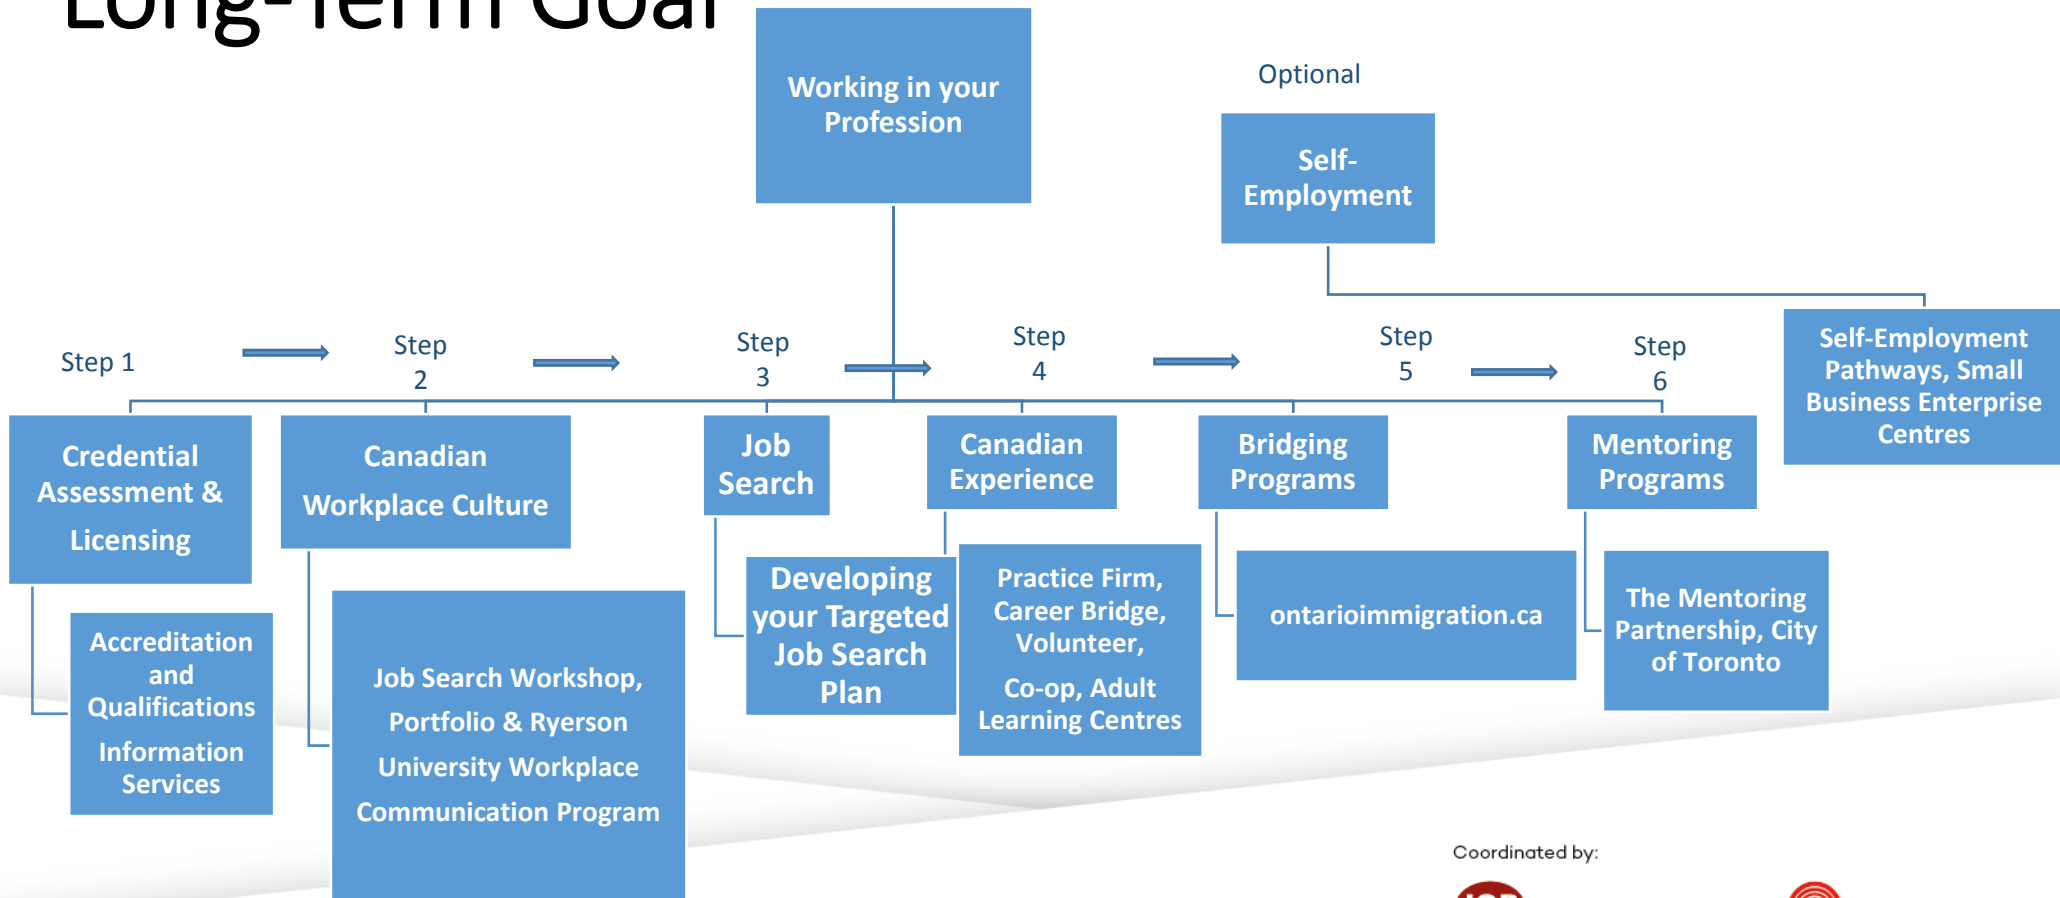 Long-Term Goal
Working in your
Profession
Optional
Self-
Employment
Step 1
Step
2
Step
3
Step
4
Step
5
Step
6
Self-Employment
Pathways, Small
Business Enterprise
Centres
Credential
Assessment &
Licensing
Canadian
Workplace Culture
Job
Search
Canadian
Experience
Bridging
Programs
Mentoring
Programs
Accreditation
and
Qualifications
Information
Services
Job Search Workshop,
Portfolio & Ryerson
University Workplace
Communication Program
Developing
your Targeted
Job Search
Plan
Practice Firm,
Career Bridge,
Volunteer,
Co-op, Adult
Learning Centres
ontarioimmigration.ca
The Mentoring
Partnership, City
of Toronto
Coordinated by: